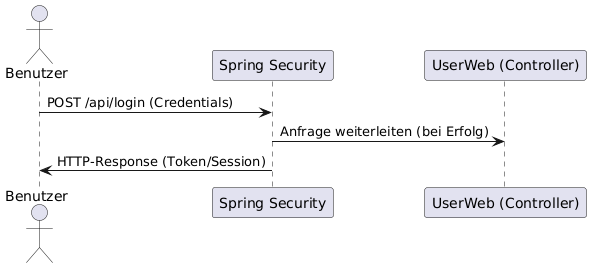 Benutzer
Spring Security
UserWeb (Controller)
POST /api/login (Credentials)
Anfrage weiterleiten (bei Erfolg)
HTTP-Response (Token/Session)
Benutzer
Spring Security
UserWeb (Controller)